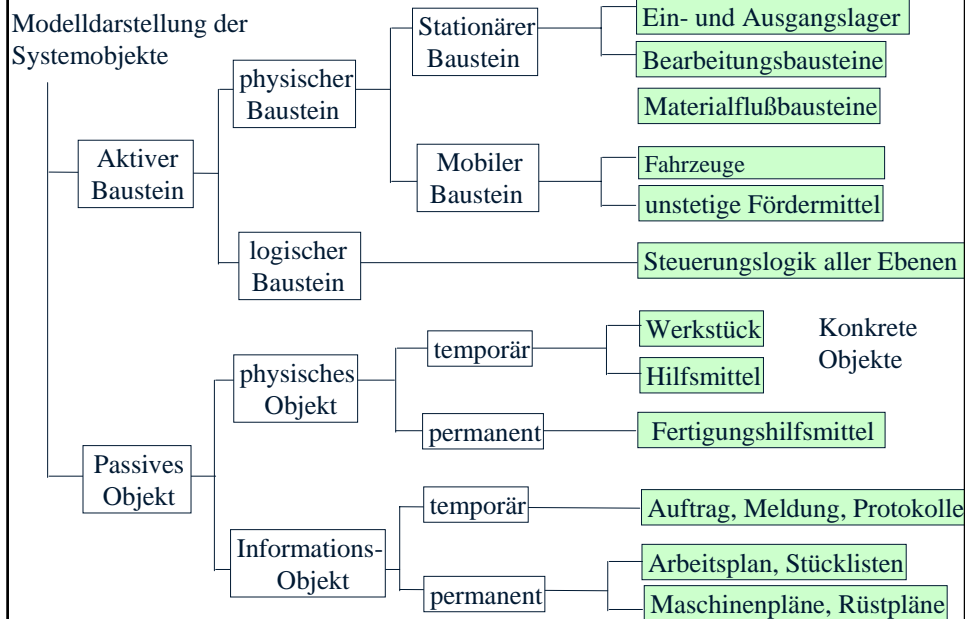 Modelldarstellung der
Systemobjekte
Aktiver
Baustein
physischer
Baustein
Stationärer
Baustein
Ein- und Ausgangslager
Bearbeitungsbausteine
Materialflußbausteine
Mobiler
Baustein
Fahrzeuge
unstetige Fördermittel
logischer
Baustein
Steuerungslogik aller Ebenen
Passives
Objekt
physisches
Objekt
temporär
Werkstück
Hilfsmittel
Konkrete
Objekte
permanent
Fertigungshilfsmittel
Informations-
Objekt
temporär
Auftrag, Meldung, Protokolle
permanent
Arbeitsplan, Stücklisten
Maschinenpläne, Rüstpläne